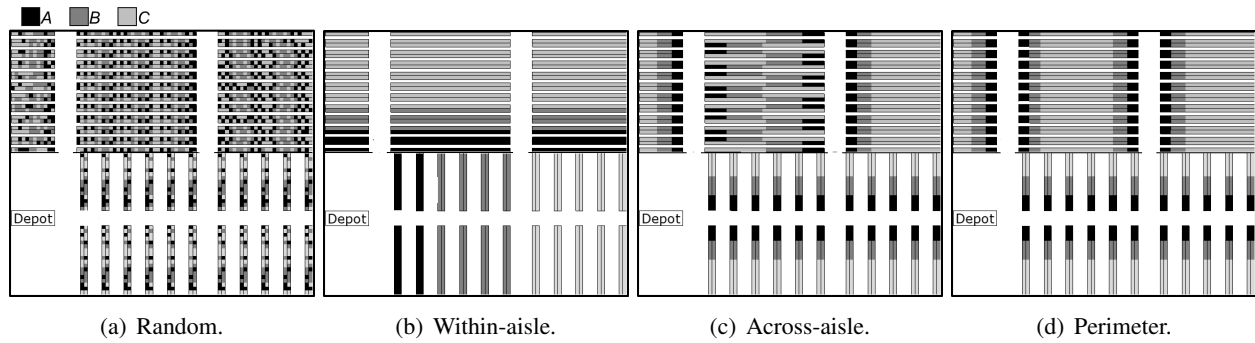 A B C
Depot Depot Depot Depot
(a) Random. (b) Within-aisle. (c) Across-aisle. (d) Perimeter.